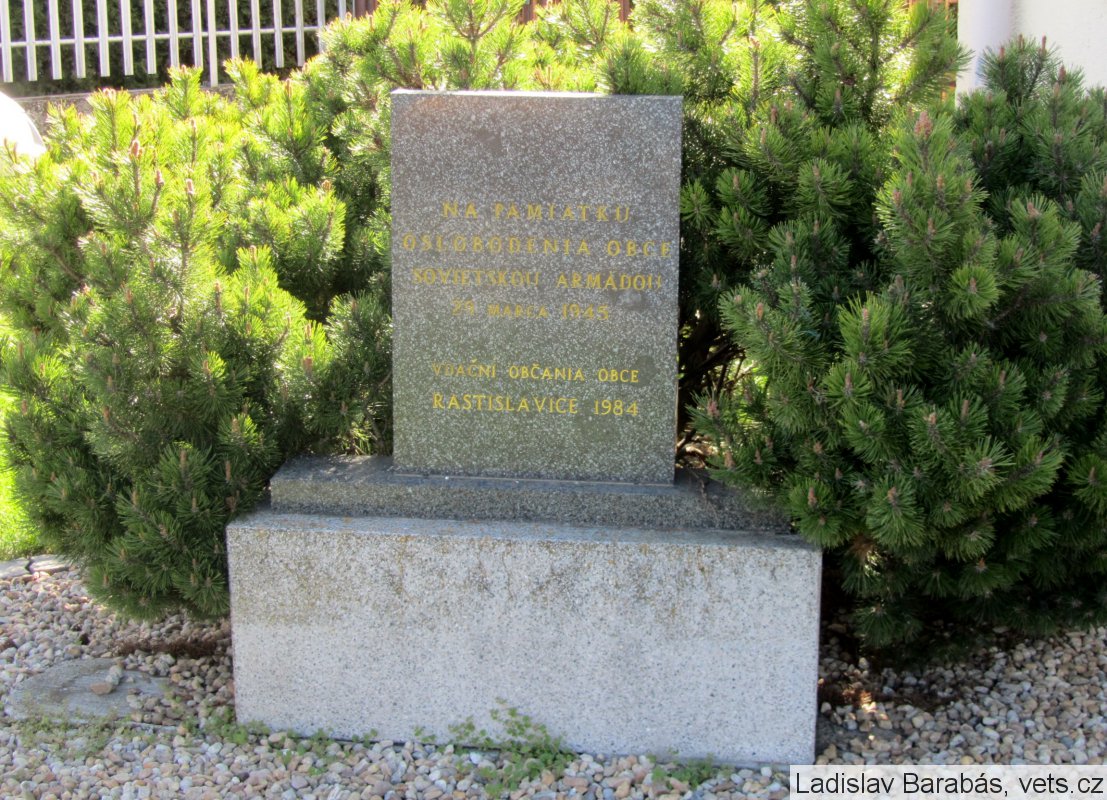 NA PAMIATKU
OSLOBODENIA OBCE
SOVIETSKOU ARMÁDOU
29 MARCA 1945
VĎAČNÍ OBČANIA OBCE
RASTISLAVICE 1984
Ladislav Barabás, vets.cz